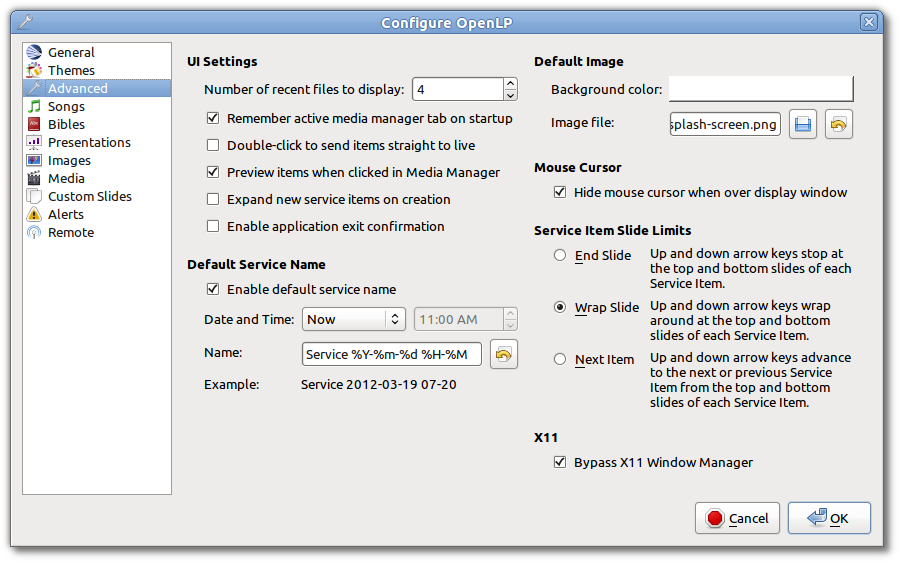 Configure OpenLP
General
Themes
Advanced
Songs
Bibles
Presentations
Images
Media
Custom Slides
Alerts
Remote
UI Settings
Number of recent files to display: 4
Remember active media manager tab on startup
Double-click to send items straight to live
Preview items when clicked in Media Manager
Expand new service items on creation
Enable application exit confirmation
Default Service Name
Enable default service name
Date and Time: Now 11:00 AM
Name: Service %Y-%m-%d %H-%M
Example: Service 2012-03-19 07-20
Default Image
Background color:
Image file: splash-screen.png
Mouse Cursor
Hide mouse cursor when over display window
Service Item Slide Limits
End Slide Up and down arrow keys stop at
the top and bottom slides of each
Service Item.
Wrap Slide Up and down arrow keys wrap
around at the top and bottom
slides of each Service Item.
Next Item Up and down arrow keys advance
to the next or previous Service
Item from the top and bottom
slides of each Service Item.
X11
Bypass X11 Window Manager
Cancel OK